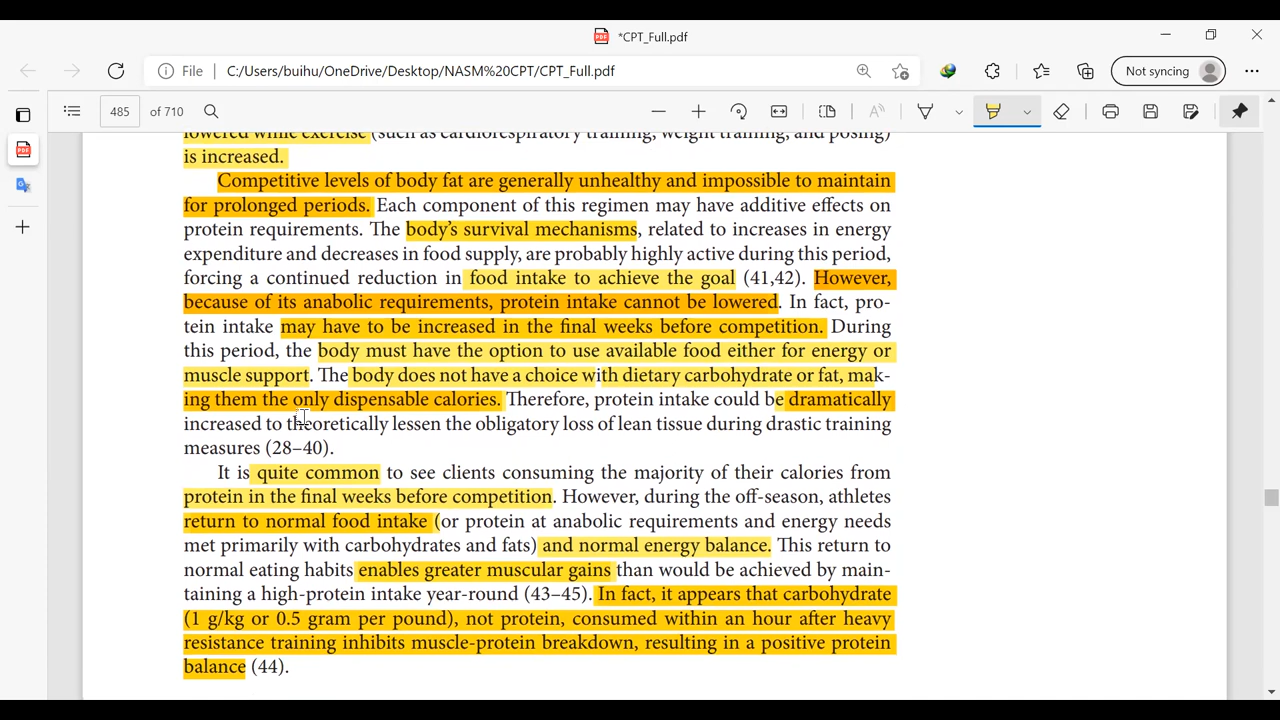 *CPT_Full.pdf
File
C:/Users/buihu/OneDrive/Desktop/NASM%20CPT/CPT_Full.pdf
Not syncing
485 of 710
lowered while exercise (such as cardiorespiratory training, weight training, and posing)
is increased.
Competitive levels of body fat are generally unhealthy and impossible to maintain
for prolonged periods. Each component of this regimen may have additive effects on
protein requirements. The body's survival mechanisms, related to increases in energy
expenditure and decreases in food supply, are probably highly active during this period,
forcing a continued reduction in food intake to achieve the goal (41,42). However,
because of its anabolic requirements, protein intake cannot be lowered. In fact, pro-
tein intake may have to be increased in the final weeks before competition. During
this period, the body must have the option to use available food either for energy or
muscle support. The body does not have a choice with dietary carbohydrate or fat, mak-
ing them the only dispensable calories. Therefore, protein intake could be dramatically
increased to theoretically lessen the obligatory loss of lean tissue during drastic training
measures (28–40).
It is quite common to see clients consuming the majority of their calories from
protein in the final weeks before competition. However, during the off-season, athletes
return to normal food intake (or protein at anabolic requirements and energy needs
met primarily with carbohydrates and fats) and normal energy balance. This return to
normal eating habits enables greater muscular gains than would be achieved by main-
taining a high-protein intake year-round (43–45). In fact, it appears that carbohydrate
(1 g/kg or 0.5 gram per pound), not protein, consumed within an hour after heavy
resistance training inhibits muscle-protein breakdown, resulting in a positive protein
balance (44).